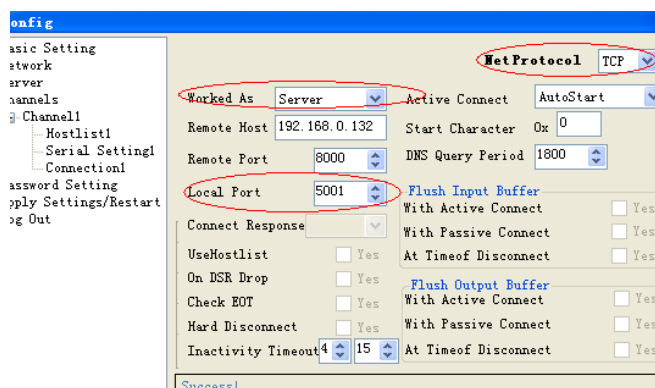 onfig
asic Setting
etwork
erver
hannels
Channel1
Hostlist1
Serial Setting1
Connection1
assword Setting
pply Settings/Restart
og Out
NetProtocol TCP
Worked As Server Active Connect AutoStart
Remote Host 192.168.0.132 Start Character 0x 0
Remote Port 8000 DNS Query Period 1800
Local Port 5001
Connect Response
UseHostlist Yes
On DSR Drop Yes
Check EOT Yes
Hard Disconnect Yes
Inactivity Timeout 4 15
Flush Input Buffer
With Active Connect Yes
With Passive Connect Yes
At Timeof Disconnect Yes
Flush Output Buffer
With Active Connect Yes
With Passive Connect Yes
At Timeof Disconnect Yes
Success!